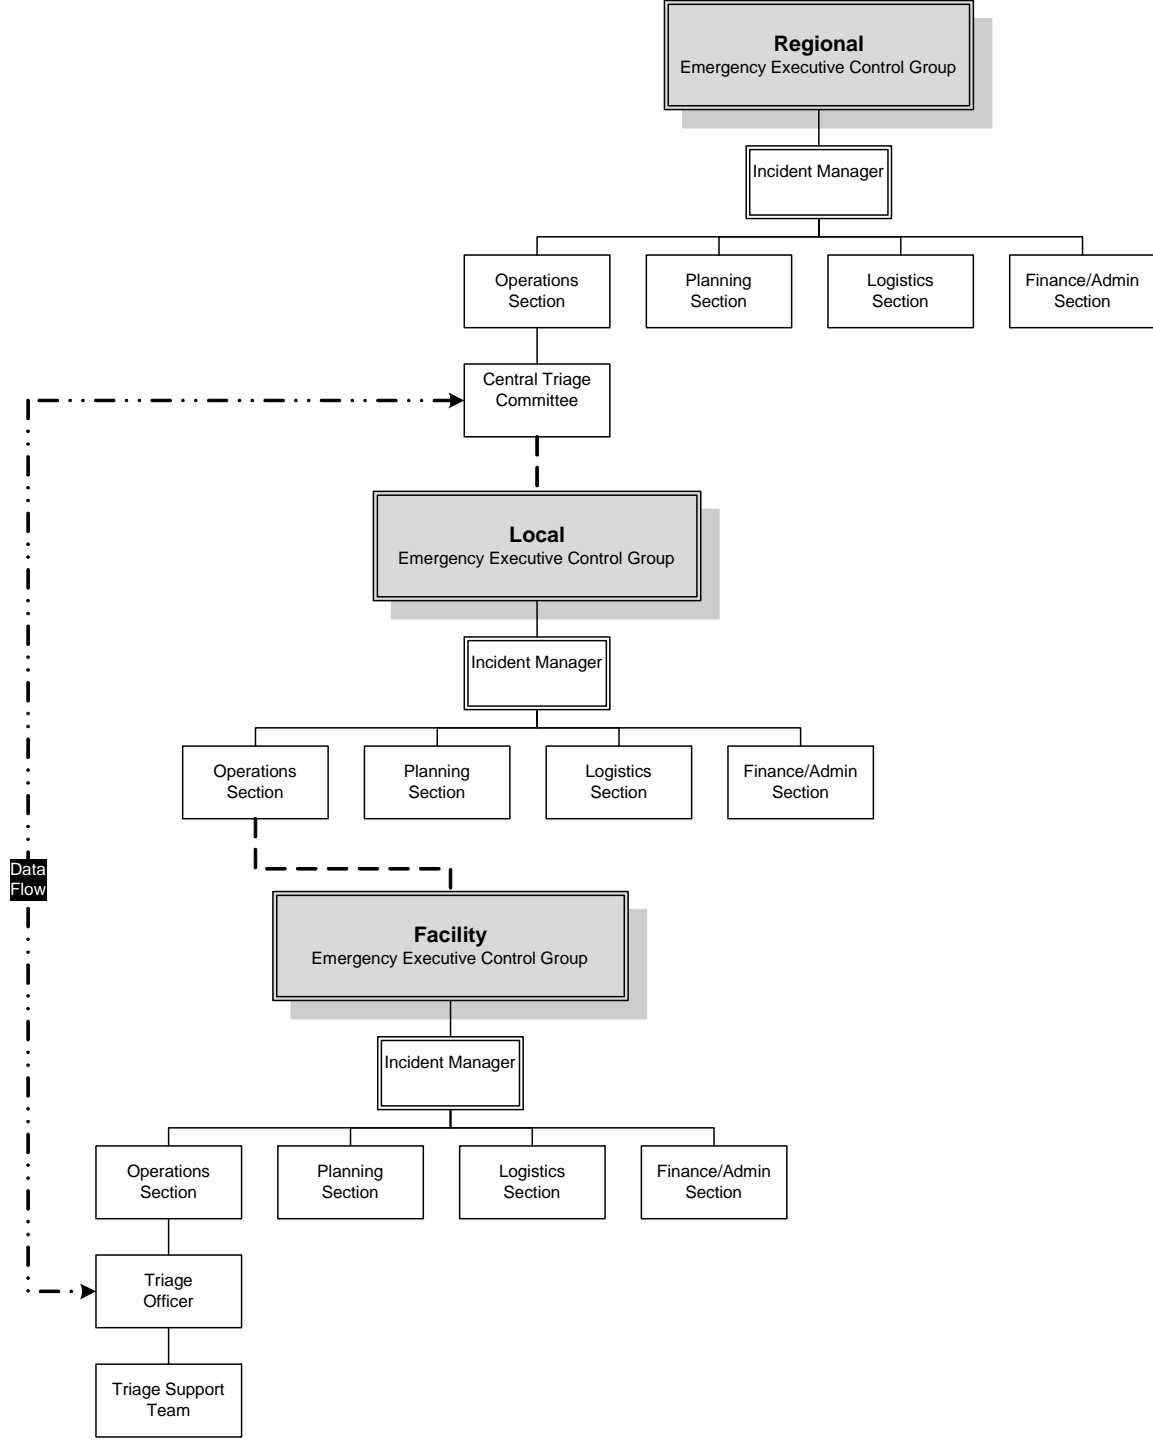 Regional
Emergency Executive Control Group
Incident Manager
Operations
Section
Planning
Section
Logistics
Section
Finance/Admin
Section
Central Triage
Committee
Local
Emergency Executive Control Group
Incident Manager
Operations
Section
Planning
Section
Logistics
Section
Finance/Admin
Section
Data
Flow
Facility
Emergency Executive Control Group
Incident Manager
Operations
Section
Planning
Section
Logistics
Section
Finance/Admin
Section
Triage
Officer
Triage Support
Team